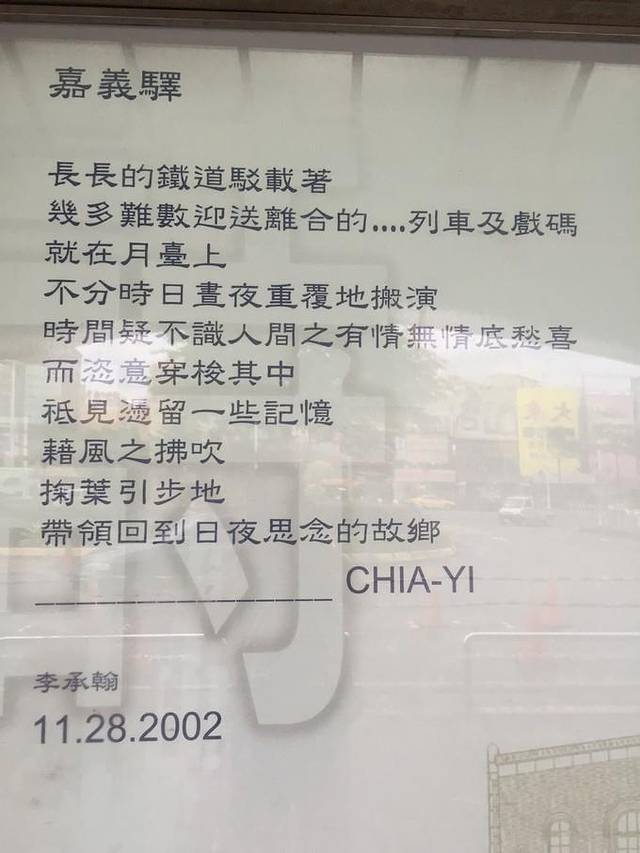 嘉義驛
長長的鐵道駁載著
幾多難數迎送離合的....列車及戲碼
就在月臺上
不分時日晝夜重覆地搬演
時間疑不識人間之有情無情底愁喜
而恣意穿梭其中
祗見憑留一些記憶
藉風之拂吹
掬葉引步地
帶領回到日夜思念的故鄉
_________________ CHIA-YI
李承翰
11.28.2002